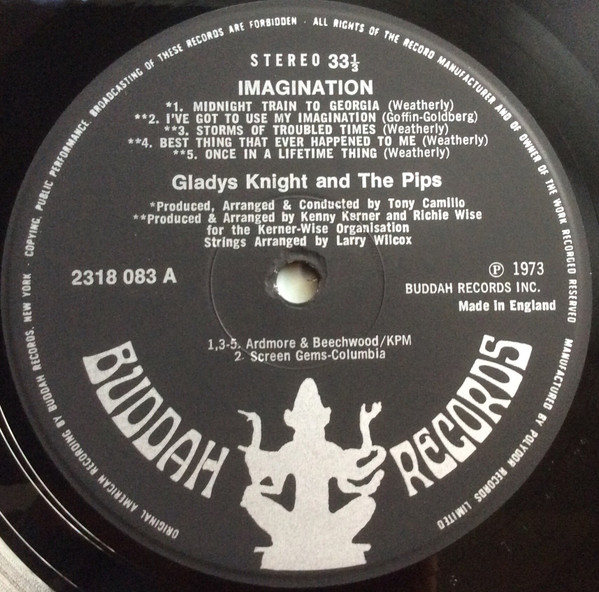 ORIGINAL AMERICAN RECORDING BY BUDDAH RECORDS, NEW YORK · COPYING, PUBLIC PERFORMANCE, BROADCASTING OF THESE RECORDS ARE FORBIDDEN · ALL RIGHTS OF THE RECORD MANUFACTURER AND OF OWNER OF THE WORK RECORDED RESERVED
MANUFACTURED BY POLYDOR RECORDS LIMITED
STEREO 33⅓
IMAGINATION
*1. MIDNIGHT TRAIN TO GEORGIA (Weatherly)
**2. I'VE GOT TO USE MY IMAGINATION (Goffin-Goldberg)
**3. STORMS OF TROUBLED TIMES (Weatherly)
**4. BEST THING THAT EVER HAPPENED TO ME (Weatherly)
**5. ONCE IN A LIFETIME THING (Weatherly)
Gladys Knight and The Pips
*Produced, Arranged & Conducted by Tony Camillo
**Produced & Arranged by Kenny Kerner and Richie Wise
for the Kerner-Wise Organisation
Strings Arranged by Larry Wilcox
2318 083 A
Ⓟ 1973
BUDDAH RECORDS INC.
Made in England
1,3-5. Ardmore & Beechwood/KPM
2. Screen Gems-Columbia
BUDDAH RECORDS